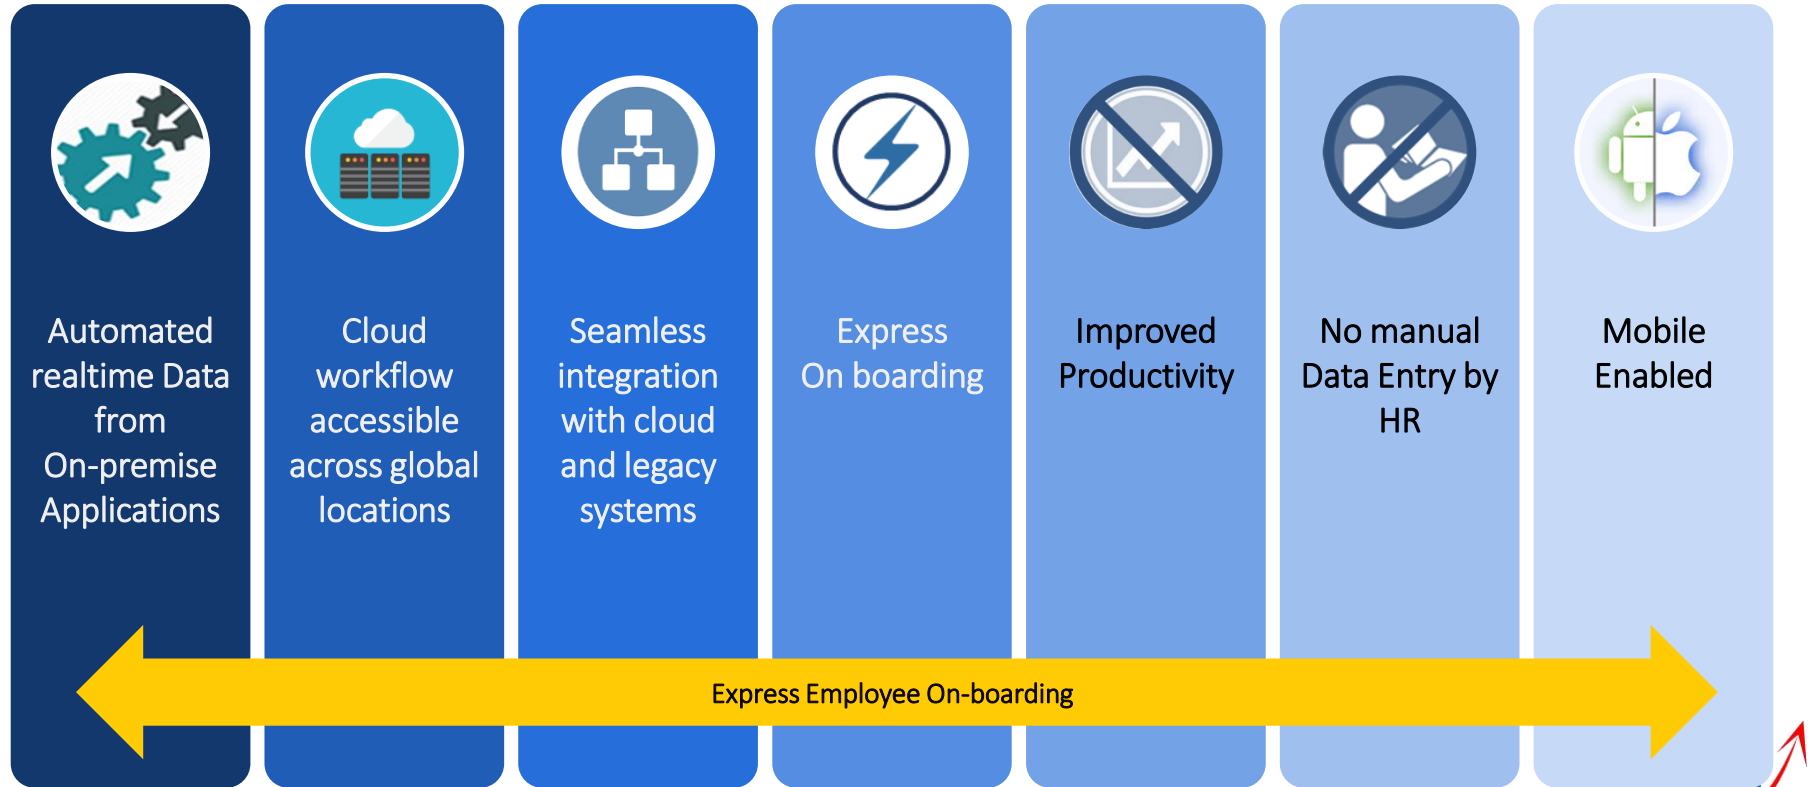 Automated
realtime Data
from
On-premise
Applications
Cloud
workflow
accessible
across global
locations
Seamless
integration
with cloud
and legacy
systems
Express
On boarding
Improved
Productivity
No manual
Data Entry by
HR
Mobile
Enabled
Express Employee On-boarding